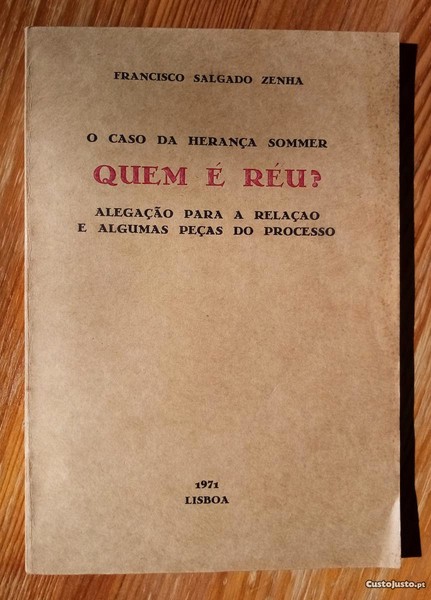 FRANCISCO SALGADO ZENHA
O CASO DA HERANÇA SOMMER
QUEM É RÉU?
ALEGAÇÃO PARA A RELAÇAO
E ALGUMAS PEÇAS DO PROCESSO
1971
LISBOA
CustoJusto.pt